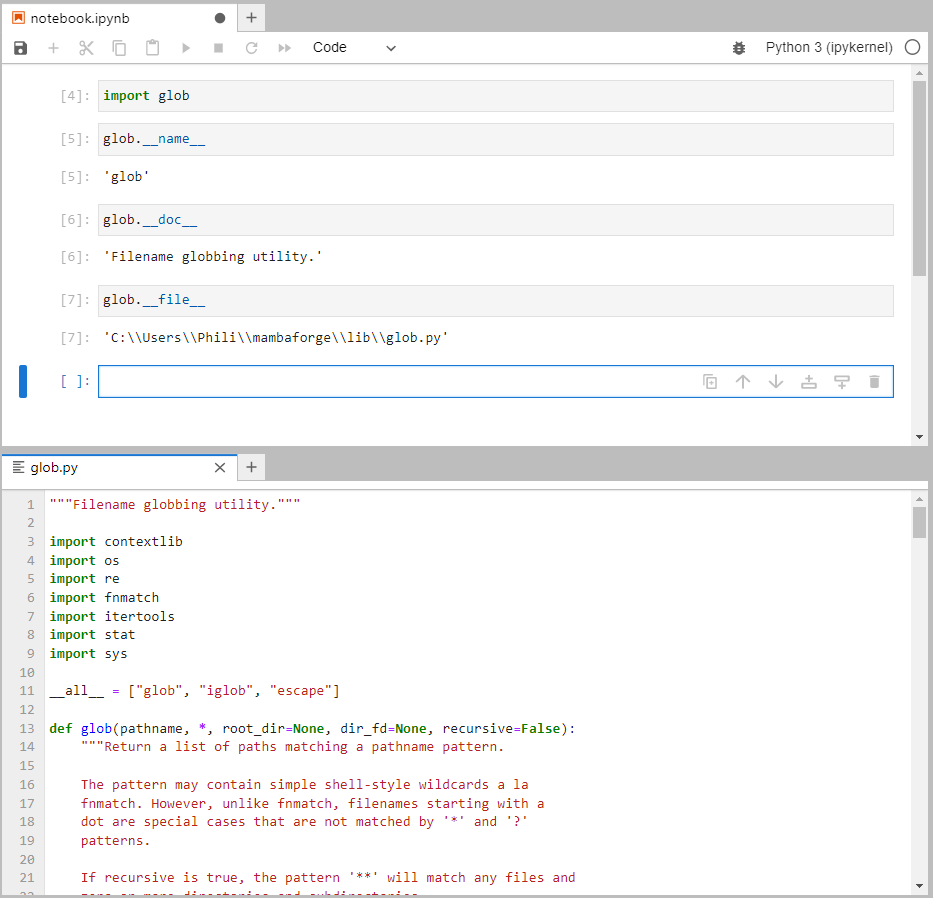 notebook.ipynb
Code
Python 3 (ipykernel)
[4]: import glob
[5]: glob.__name__
[5]: 'glob'
[6]: glob.__doc__
[6]: 'Filename globbing utility.'
[7]: glob.__file__
[7]: 'C:\\Users\\Phili\\mambaforge\\lib\\glob.py'
[ ]:
glob.py
1 """Filename globbing utility."""
2
3 import contextlib
4 import os
5 import re
6 import fnmatch
7 import itertools
8 import stat
9 import sys
10
11 __all__ = ["glob", "iglob", "escape"]
12
13 def glob(pathname, *, root_dir=None, dir_fd=None, recursive=False):
14     """Return a list of paths matching a pathname pattern.
15
16     The pattern may contain simple shell-style wildcards a la
17     fnmatch. However, unlike fnmatch, filenames starting with a
18     dot are special cases that are not matched by '*' and '?'
19     patterns.
20
21     If recursive is true, the pattern '**' will match any files and